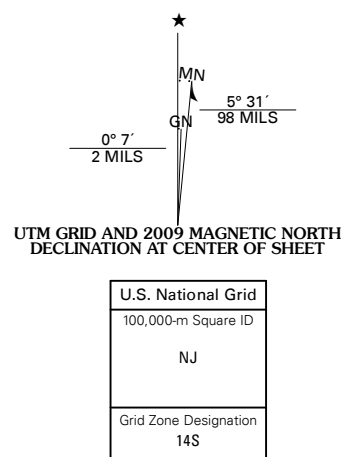 ★
MN
GN
5° 31´
98 MILS
0° 7´
2 MILS
UTM GRID AND 2009 MAGNETIC NORTH
DECLINATION AT CENTER OF SHEET
U.S. National Grid
100,000-m Square ID
NJ
Grid Zone Designation
14S